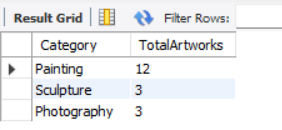 Result Grid Filter Rows:
Category TotalArtworks
Painting 12
Sculpture 3
Photography 3